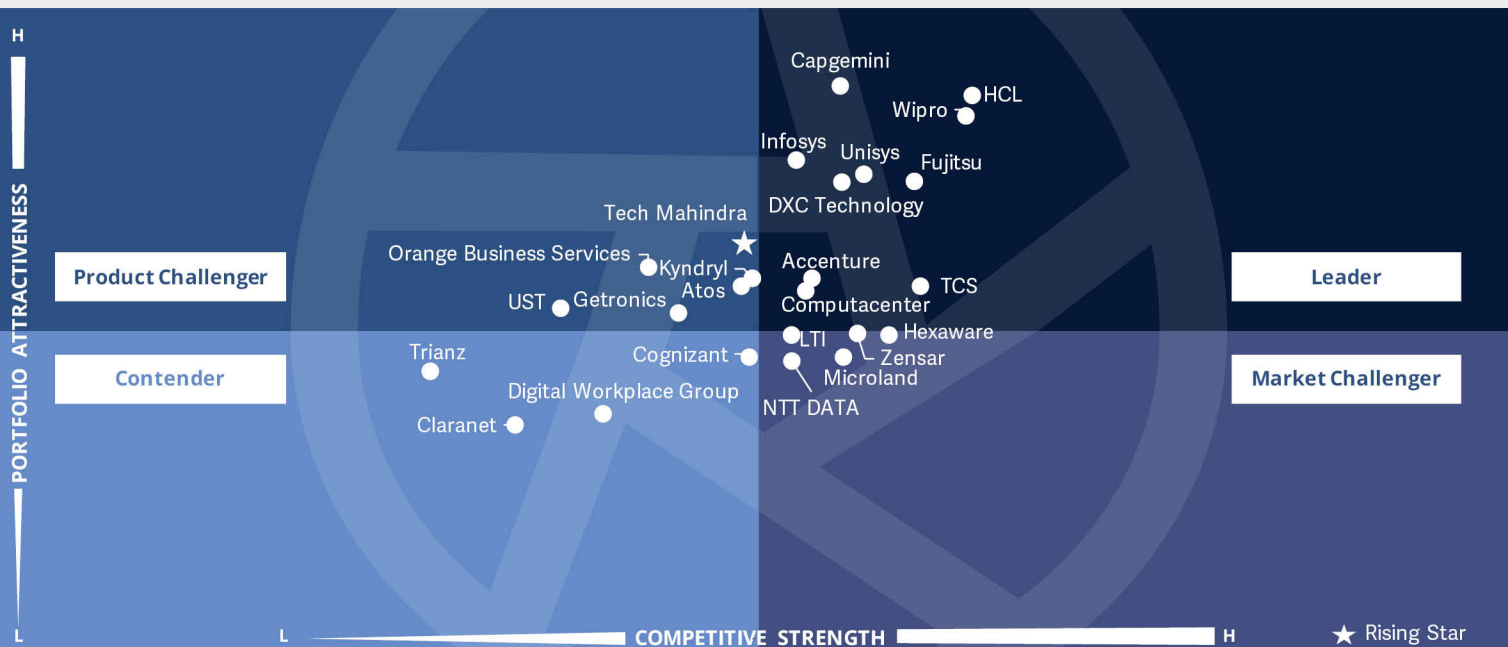 H
Capgemini
HCL
Wipro
Infosys
Unisys
Fujitsu
DXC Technology
Tech Mahindra
Orange Business Services
Kyndryl
Accenture
Product Challenger
Leader
Atos
TCS
UST
Getronics
Computacenter
PORTFOLIO ATTRACTIVENESS
LTI
Hexaware
Trianz
Cognizant
Zensar
Contender
Microland
Market Challenger
Digital Workplace Group
NTT DATA
Claranet
L
L
COMPETITIVE STRENGTH
H
Rising Star